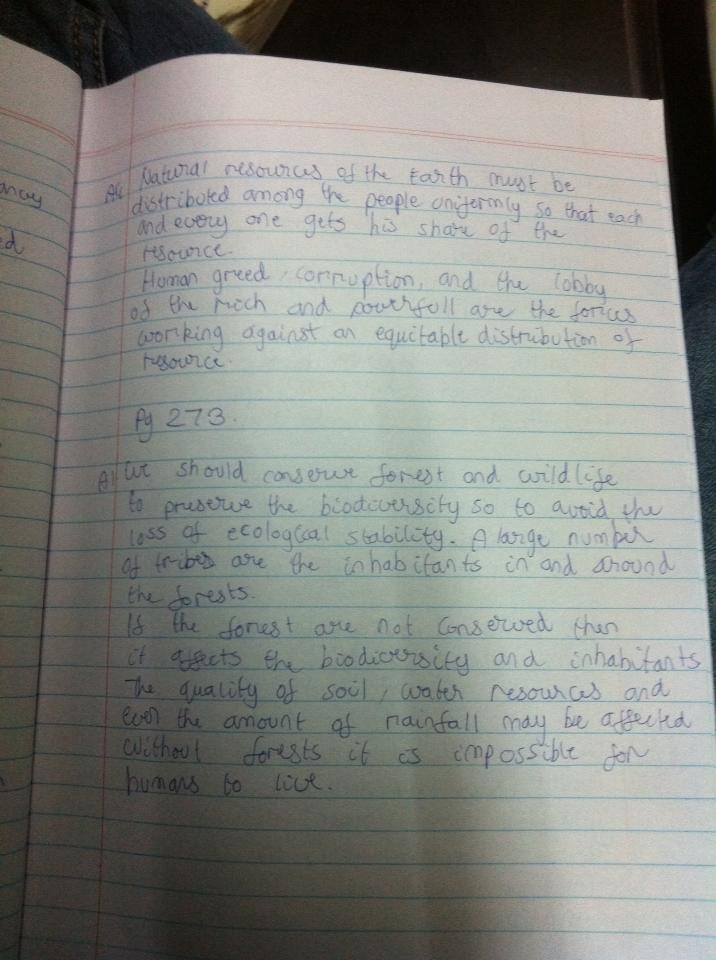 A4 Natural resources of the Earth must be
distributed among the people uniformly so that each
and every one gets his share of the
resource.
Human greed, corruption, and the lobby
of the rich and powerfull are the forces
working against an equitable distribution of
resource.
Pg 273.
A1 We should conserve forest and wildlife
to preserve the biodiversity so to avoid the
loss of ecological stability. A large number
of tribes are the inhabitants in and around
the forests.
If the forest are not conserved then
it affects the biodiversity and inhabitants
The quality of soil, water resources and
even the amount of rainfall may be affected
Without forests it is impossible for
humans to live.